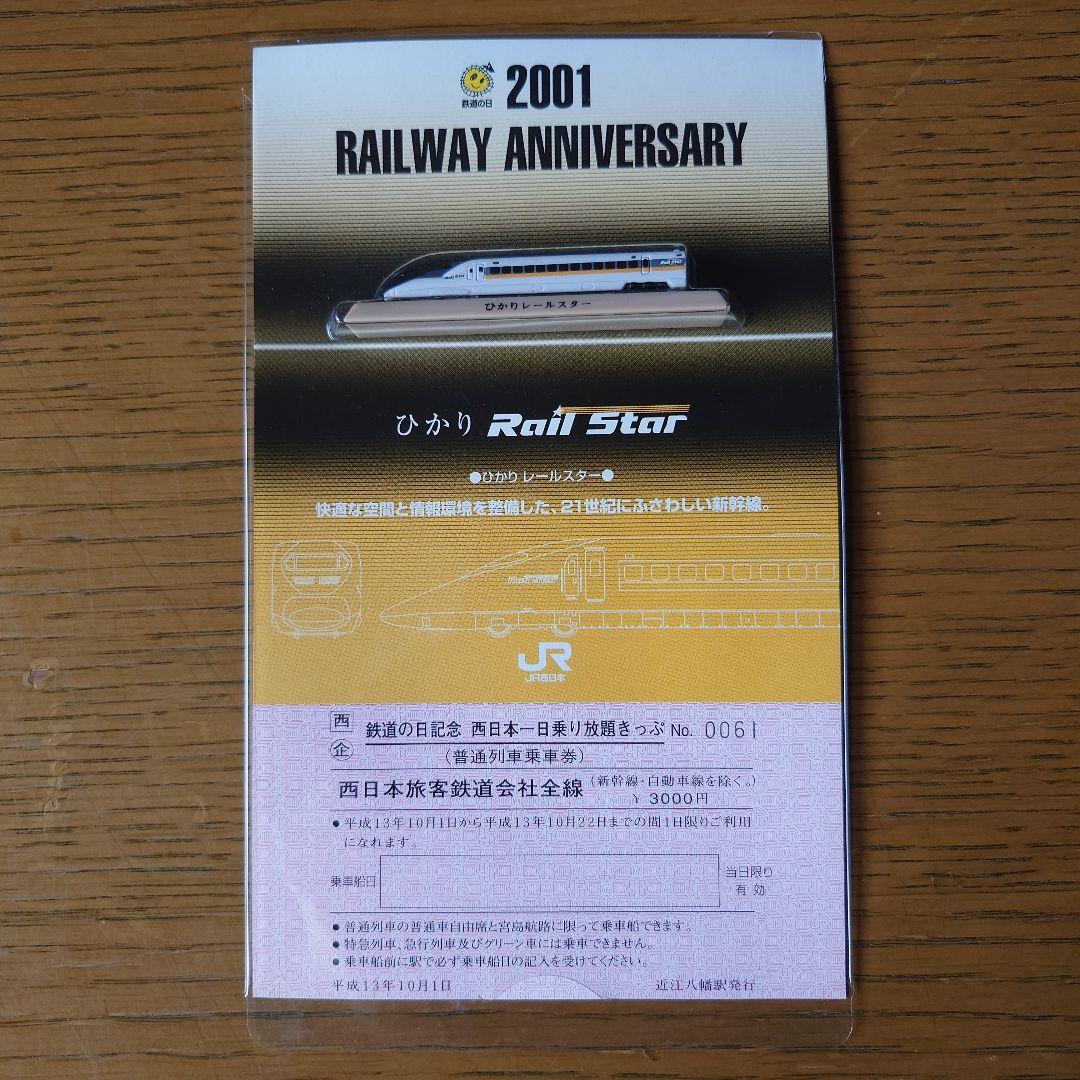 鉄道の日
2001
RAILWAY ANNIVERSARY
Rail Star
Rail Star
ひかりレールスター
ひかり Rail Star
●ひかりレールスター●
快適な空間と情報環境を整備した、21世紀にふさわしい新幹線。
Rail Star
JR
JR西日本
西
企
鉄道の日記念 西日本一日乗り放題きっぷ No. 0061
(普通列車乗車券)
西日本旅客鉄道会社全線 (新幹線・自動車線を除く。)
¥3000円
●平成13年10月1日から平成13年10月22日までの間1日限りご利用
になれます。
乗車船日
当日限り
有効
●普通列車の普通車自由席と宮島航路に限って乗車船できます。
●特急列車、急行列車及びグリーン車には乗車できません。
●乗車船前に駅で必ず乗車船日の記入を受けてください。
平成13年10月1日 近江八幡駅発行